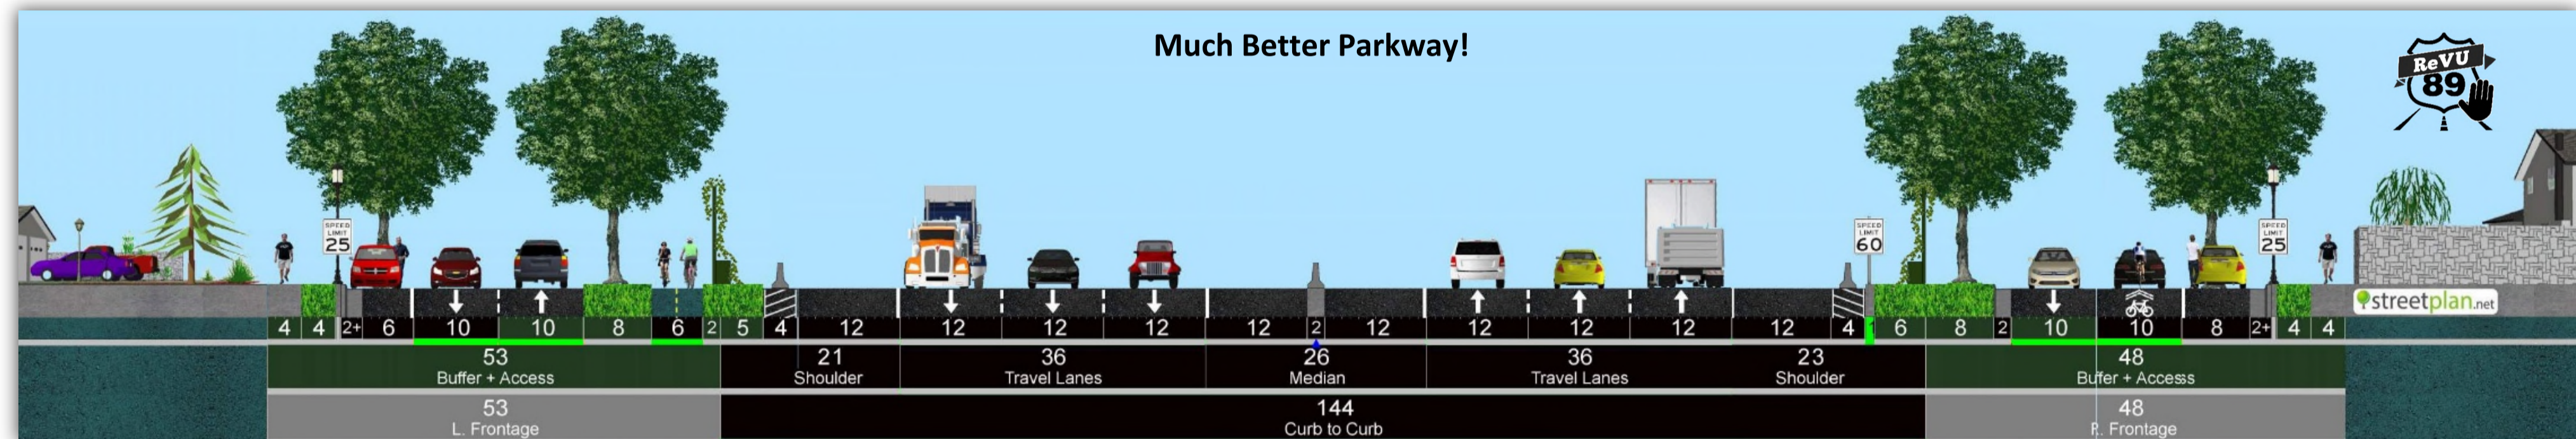 Much Better Parkway!
ReVU
89
SPEED
LIMIT
25
SPEED
LIMIT
60
SPEED
LIMIT
25
streetplan.net
4 4 2+ 6 10 10 8 6 2 5 4 12 12 12 12 12 2 12 12 12 12 12 4 1 6 8 2 10 10 8 2+ 4 4
53 21 36 26 36 23 48
Buffer + Access Shoulder Travel Lanes Median Travel Lanes Shoulder Buffer + Accesss
53 144 48
L. Frontage Curb to Curb R. Frontage